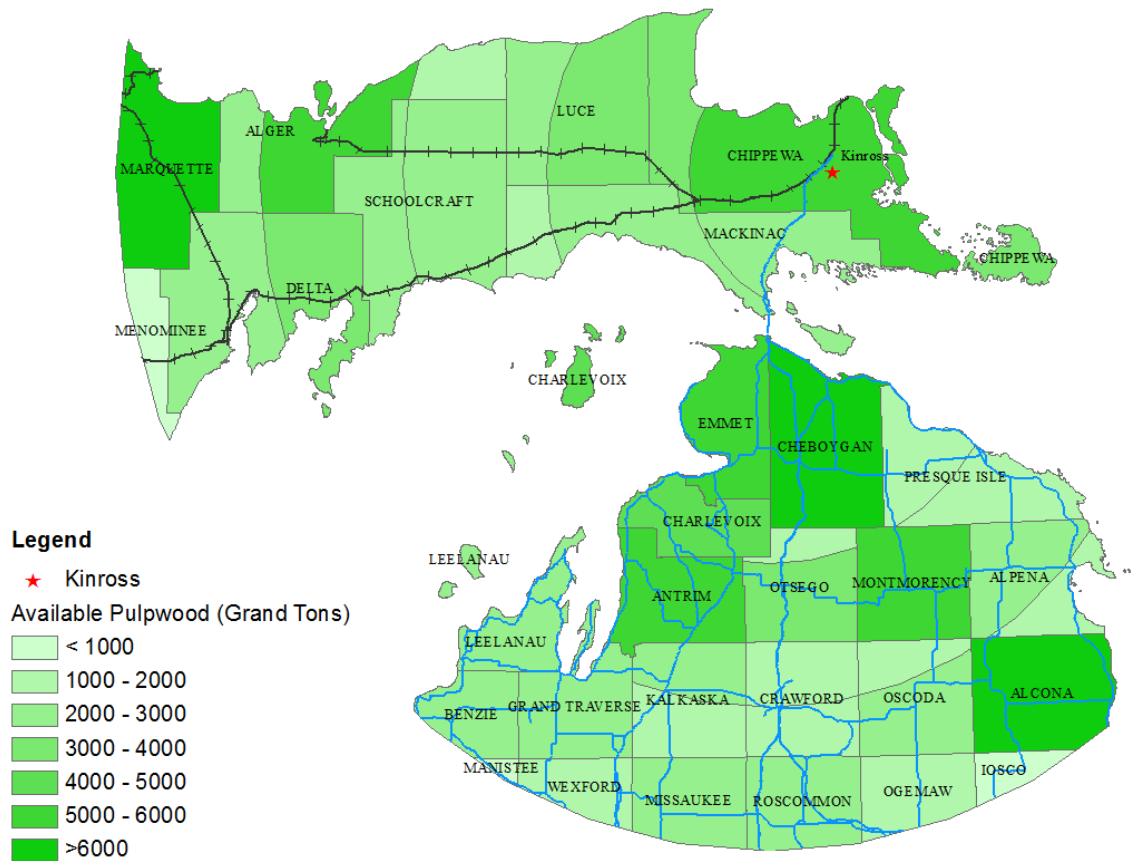 LUCE
ALGER
CHIPPEWA
Kinross
MARQUETTE
SCHOOLCRAFT
MACKINAC
CHIPPEWA
DELTA
MENOMINEE
CHARLEVOIX
EMMET
CHEBOYGAN
PRESQUE ISLE
CHARLEVOIX
LEELANAU
OTSEGO
MONTMORENCY
ALPENA
ANTRIM
LEELANAU
ALCONA
OSCODA
KALKASKA
CRAWFORD
GRAND TRAVERSE
BENZIE
MANISTEE
IOSCO
WEXFORD
OGEMAW
MISSAUKEE
ROSCOMMON
Legend
Kinross
Available Pulpwood (Grand Tons)
< 1000
1000 - 2000
2000 - 3000
3000 - 4000
4000 - 5000
5000 - 6000
>6000